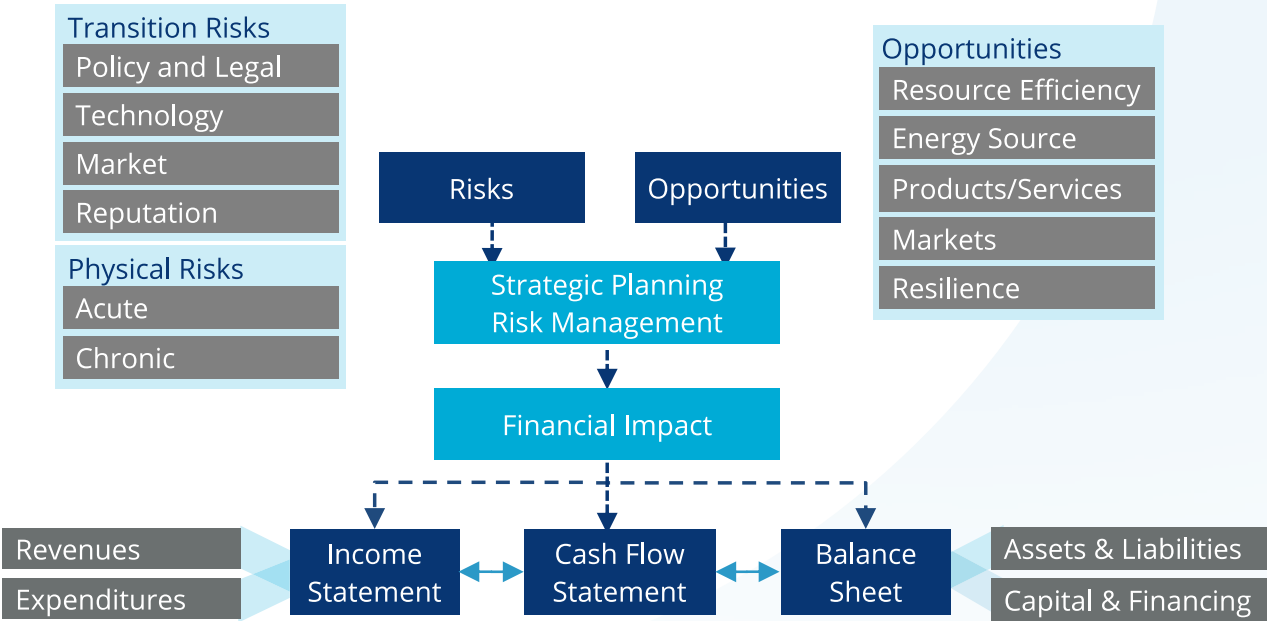 Transition Risks
Policy and Legal
Technology
Market
Reputation
Physical Risks
Acute
Chronic
Risks
Opportunities
Strategic Planning
Risk Management
Financial Impact
Opportunities
Resource Efficiency
Energy Source
Products/Services
Markets
Resilience
Revenues
Expenditures
Income
Statement
Cash Flow
Statement
Balance
Sheet
Assets & Liabilities
Capital & Financing